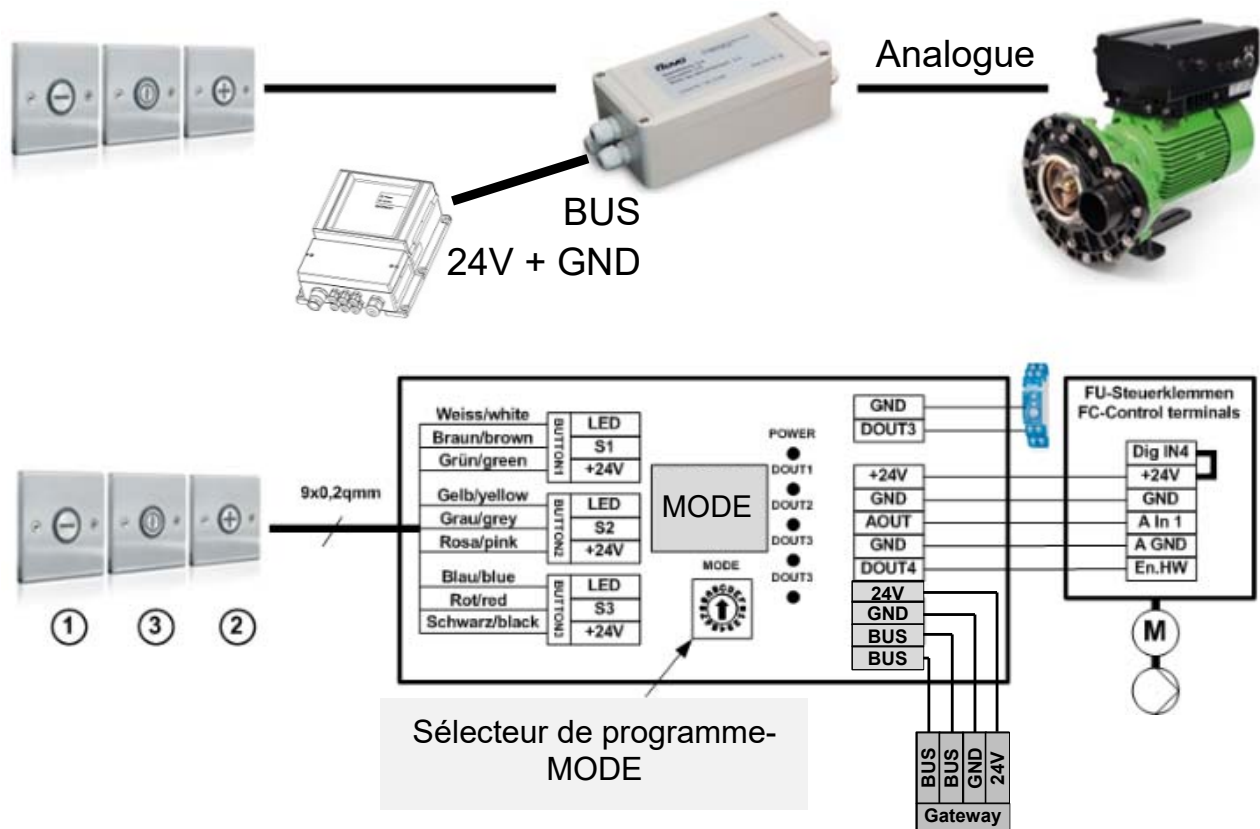 Analogue
BUS
24V + GND
Weiss/white
Braun/brown
Grün/green
Gelb/yellow
Grau/grey
Rosa/pink
Blau/blue
Rot/red
Schwarz/black
9x0,2qmm
BUTTON1
LED
S1
+24V
BUTTON2
LED
S2
+24V
BUTTON3
LED
S3
+24V
MODE
MODE
POWER
DOUT1
DOUT2
DOUT3
DOUT3
GND
DOUT3
+24V
GND
AOUT
GND
DOUT4
24V
GND
BUS
BUS
FU-Steuerklemmen
FC-Control terminals
Dig IN4
+24V
GND
A In 1
A GND
En.HW
M
1
3
2
Sélecteur de programme-
MODE
BUS
BUS
GND
24V
Gateway